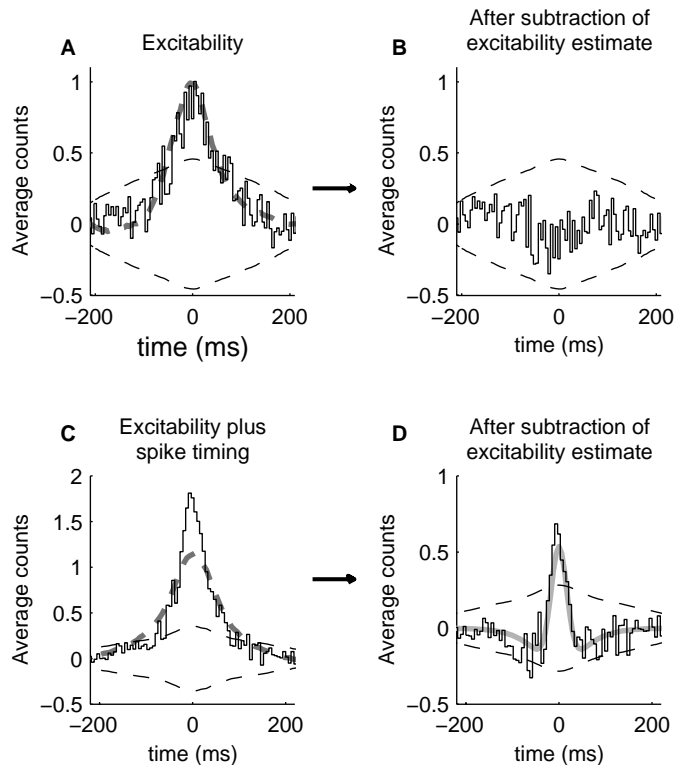 A
Excitability
Average counts
1
0.5
0
−0.5
−200
0
200
time (ms)
B
After subtraction of
excitability estimate
Average counts
1
0.5
0
−0.5
−200
0
200
time (ms)
C
Excitability plus
spike timing
Average counts
2
1.5
1
0.5
0
−0.5
−200
0
200
time (ms)
D
After subtraction of
excitability estimate
Average counts
1
0.5
0
−0.5
−200
0
200
time (ms)